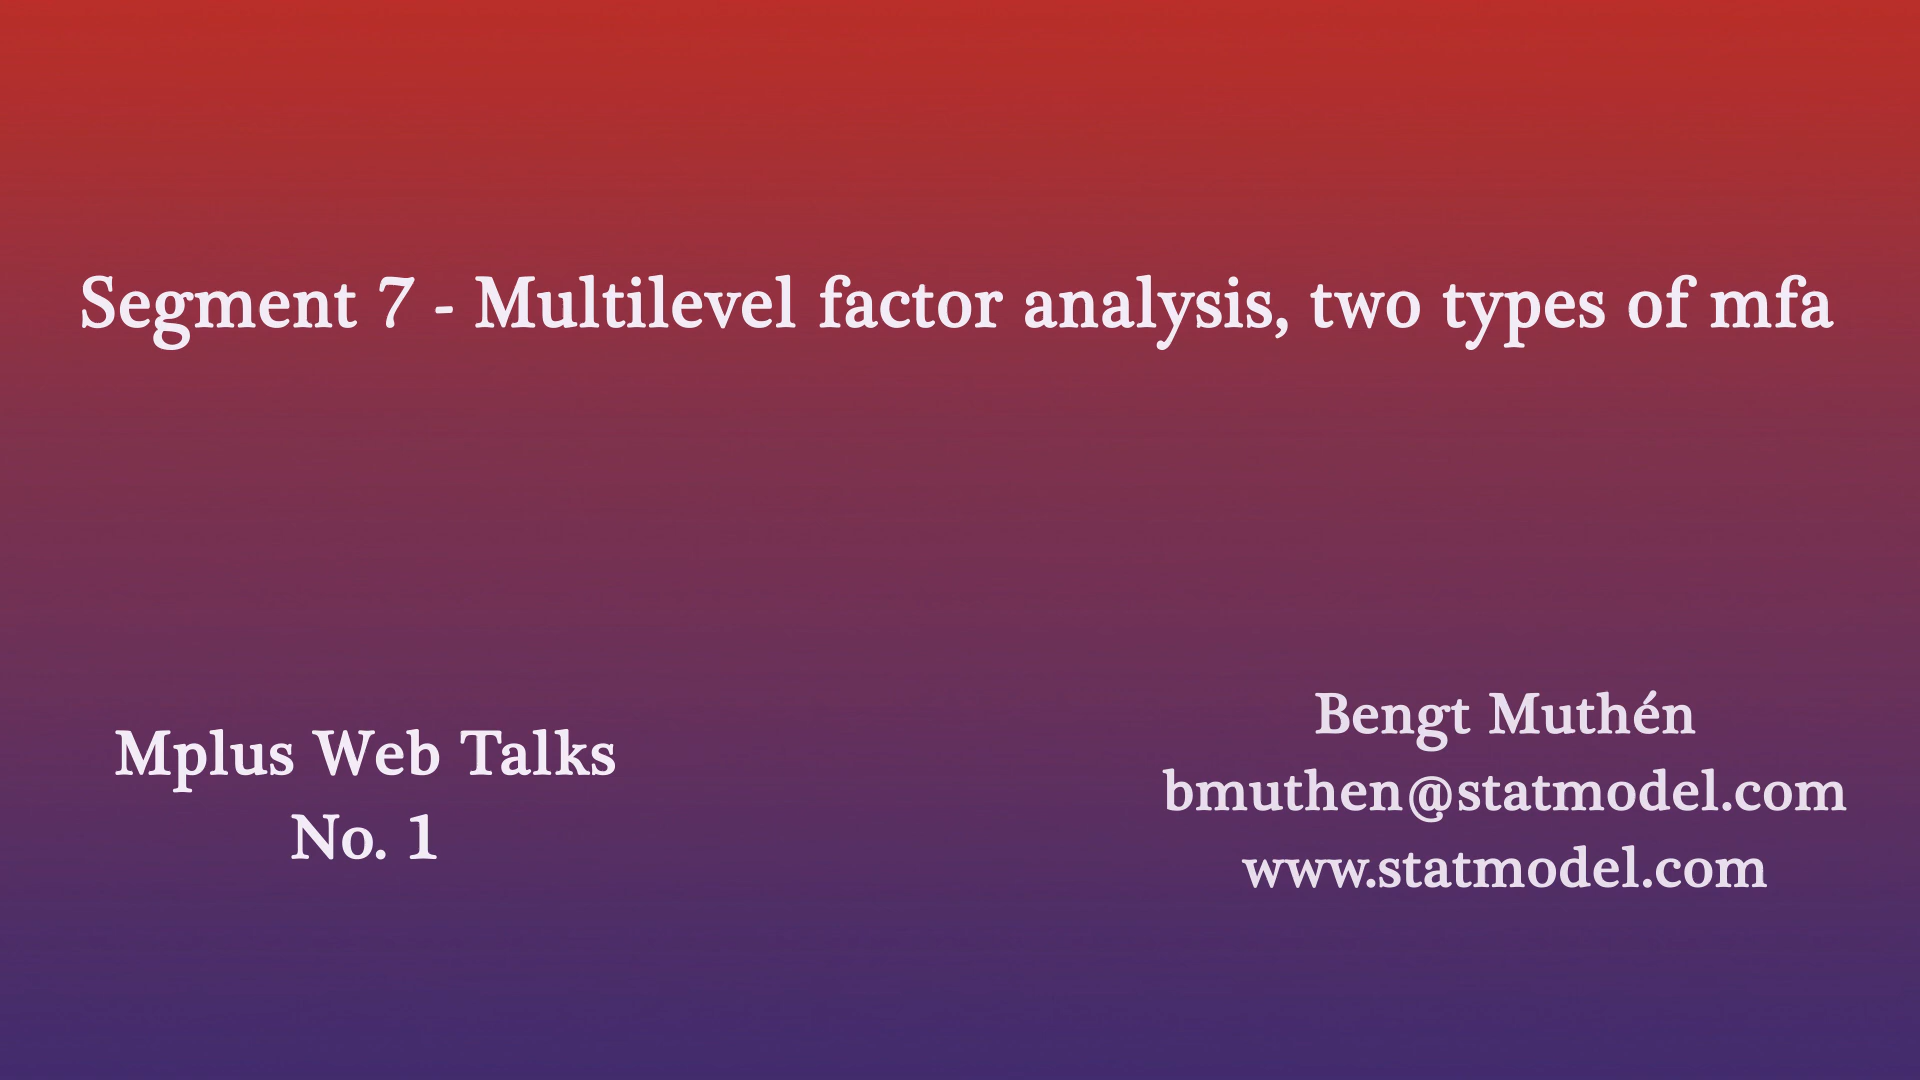 Segment 7 - Multilevel factor analysis, two types of mfa
Mplus Web Talks
No. 1
Bengt Muthén
bmuthen@statmodel.com
www.statmodel.com